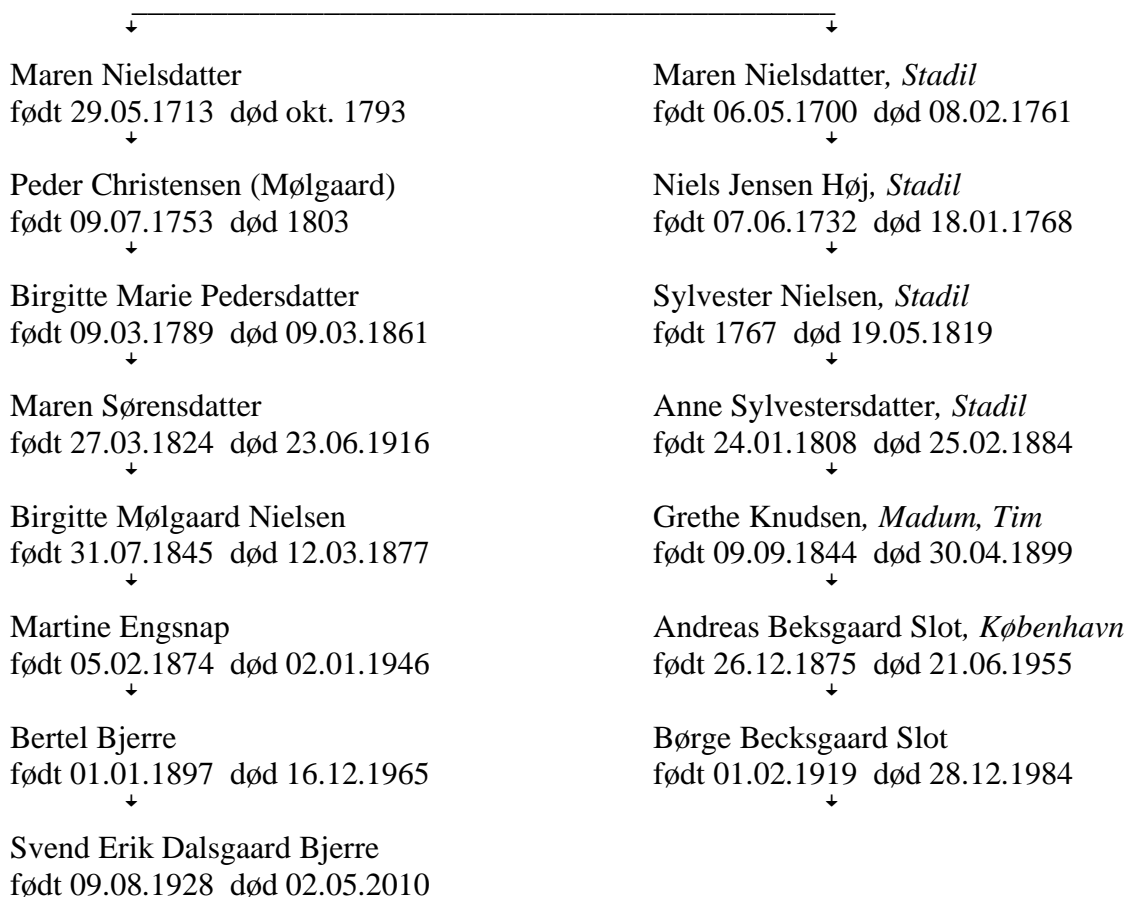 Maren Nielsdatter
født 29.05.1713 død okt. 1793
Peder Christensen (Mølgaard)
født 09.07.1753 død 1803
Birgitte Marie Pedersdatter
født 09.03.1789 død 09.03.1861
Maren Sørensdatter
født 27.03.1824 død 23.06.1916
Birgitte Mølgaard Nielsen
født 31.07.1845 død 12.03.1877
Martine Engsnap
født 05.02.1874 død 02.01.1946
Bertel Bjerre
født 01.01.1897 død 16.12.1965
Svend Erik Dalsgaard Bjerre
født 09.08.1928 død 02.05.2010
Maren Nielsdatter, Stadil
født 06.05.1700 død 08.02.1761
Niels Jensen Høj, Stadil
født 07.06.1732 død 18.01.1768
Sylvester Nielsen, Stadil
født 1767 død 19.05.1819
Anne Sylvestersdatter, Stadil
født 24.01.1808 død 25.02.1884
Grethe Knudsen, Madum, Tim
født 09.09.1844 død 30.04.1899
Andreas Beksgaard Slot, København
født 26.12.1875 død 21.06.1955
Børge Becksgaard Slot
født 01.02.1919 død 28.12.1984